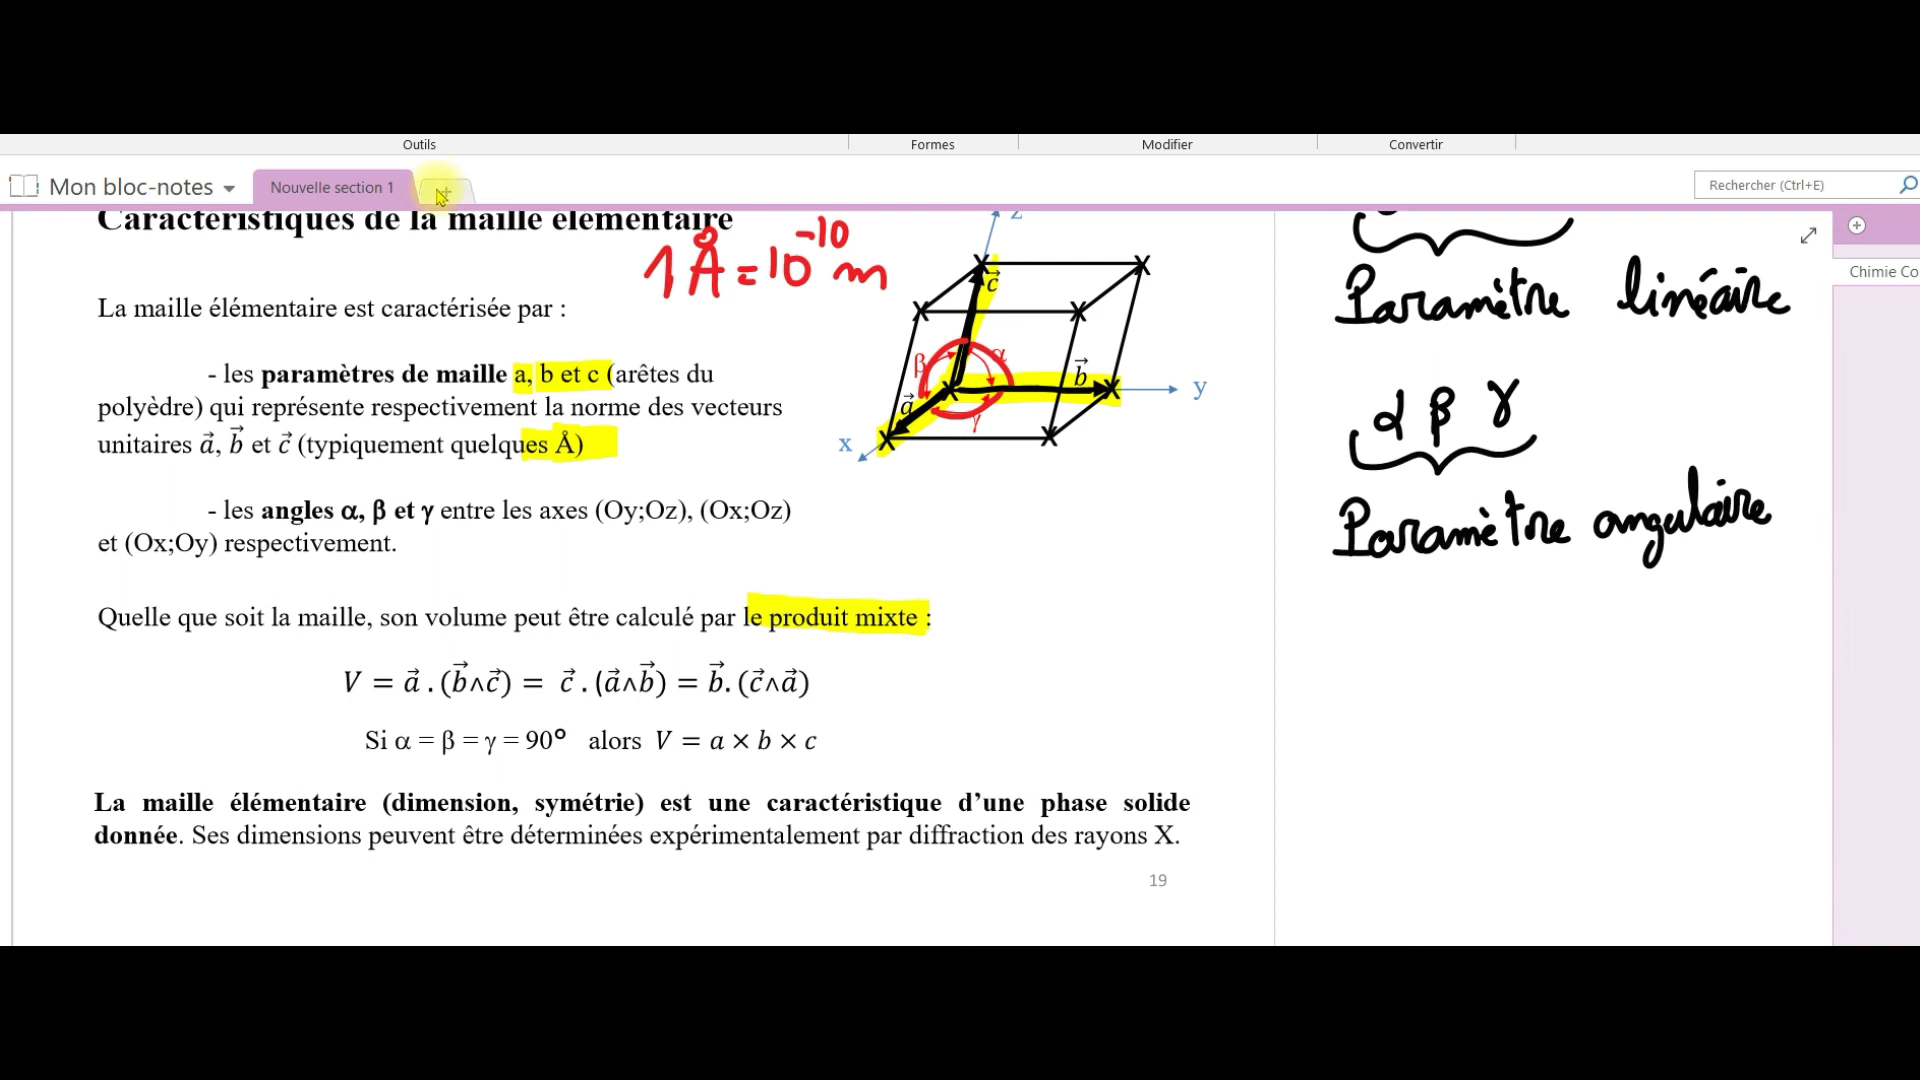 Outils Formes Modifier Convertir
Mon bloc-notes Nouvelle section 1 Rechercher (Ctrl+E)
Caractéristiques de la maille élémentaire
1 Å = 10⁻¹⁰ m
La maille élémentaire est caractérisée par :
- les paramètres de maille a, b et c (arêtes du
polyèdre) qui représente respectivement la norme des vecteurs
unitaires a⃗, b⃗ et c⃗ (typiquement quelques Å)
- les angles α, β et γ entre les axes (Oy;Oz), (Ox;Oz)
et (Ox;Oy) respectivement.
z
c⃗
β α
b⃗
y
a⃗
γ
x
Quelle que soit la maille, son volume peut être calculé par le produit mixte :
V = a⃗ . (b⃗∧c⃗) = c⃗ . (a⃗∧b⃗) = b⃗. (c⃗∧a⃗)
Si α = β = γ = 90° alors V = a × b × c
La maille élémentaire (dimension, symétrie) est une caractéristique d’une phase solide
donnée. Ses dimensions peuvent être déterminées expérimentalement par diffraction des rayons X.
19
Paramètre linéaire
α β γ
Paramètre angulaire
Chimie Co